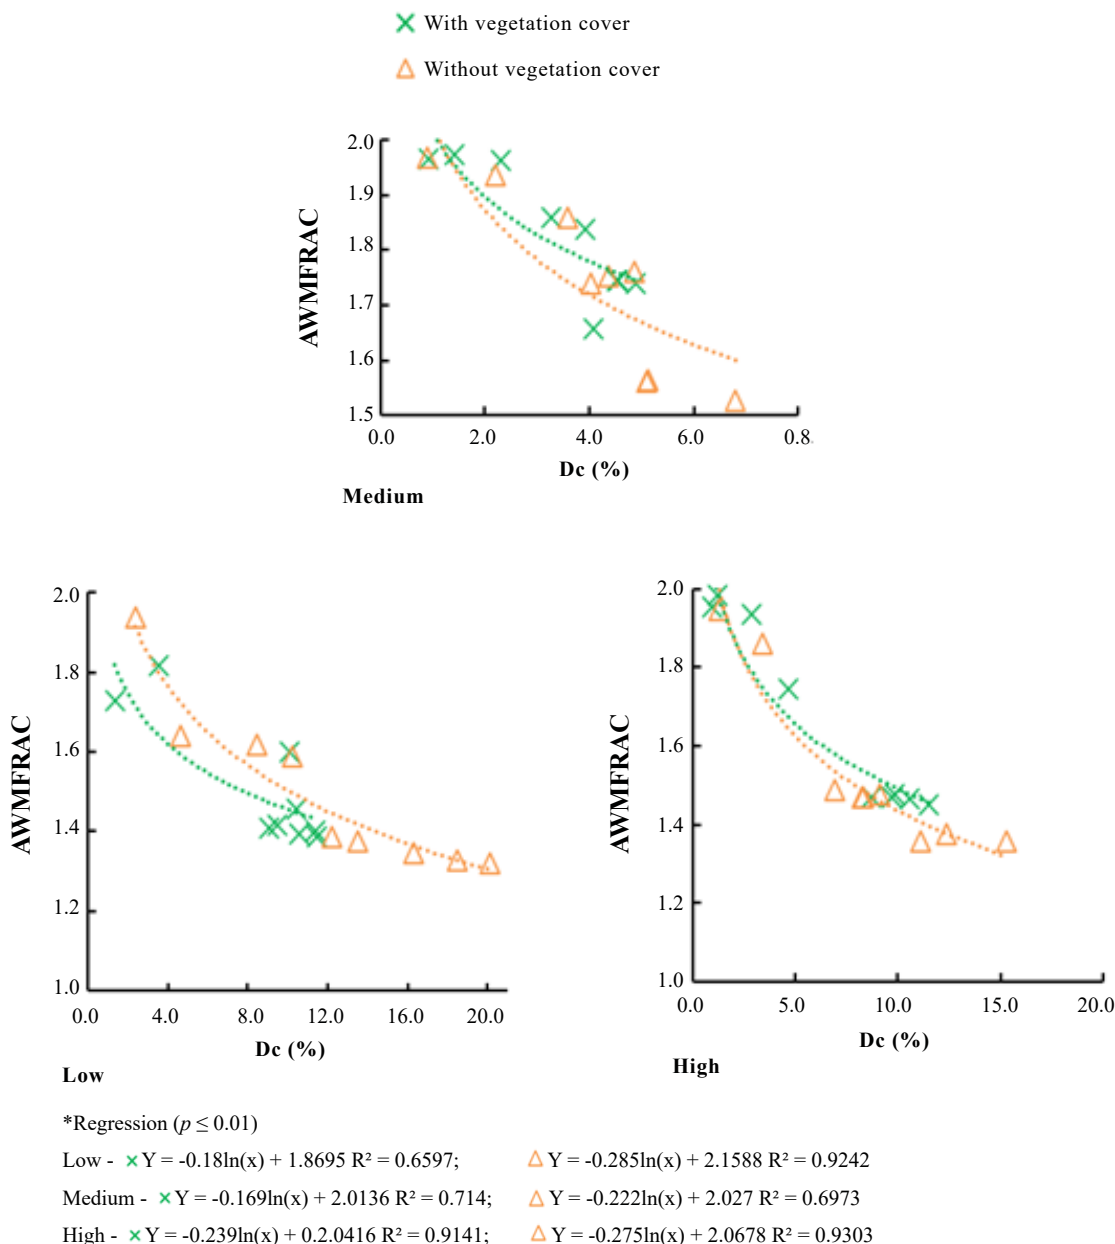 With vegetation cover
Without vegetation cover
AWMFRAC
2.0
1.9
1.8
1.7
1.6
1.5
0.0 2.0 4.0 6.0 0.8
Dc (%)
Medium
AWMFRAC
2.0
1.8
1.6
1.4
1.2
1.0
0.0 4.0 8.0 12.0 16.0 20.0
Dc (%)
Low
AWMFRAC
2.0
1.8
1.6
1.4
1.2
1.0
0.0 5.0 10.0 15.0 20.0
Dc (%)
High
*Regression (p ≤ 0.01)
Low - × Y = -0.18ln(x) + 1.8695 R² = 0.6597; △ Y = -0.285ln(x) + 2.1588 R² = 0.9242
Medium - × Y = -0.169ln(x) + 2.0136 R² = 0.714; △ Y = -0.222ln(x) + 2.027 R² = 0.6973
High - × Y = -0.239ln(x) + 0.2.0416 R² = 0.9141; △ Y = -0.275ln(x) + 2.0678 R² = 0.9303